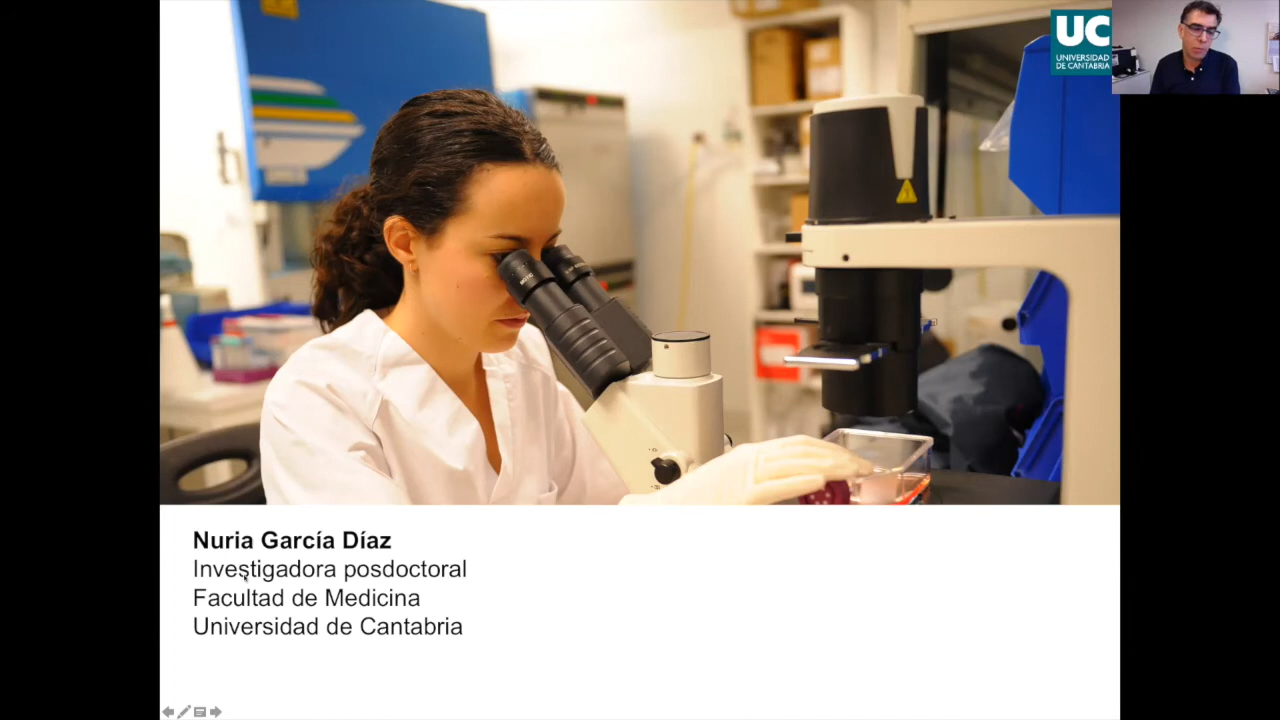 UC
UNIVERSIDAD
DE CANTABRIA
Nuria García Díaz
Investigadora posdoctoral
Facultad de Medicina
Universidad de Cantabria